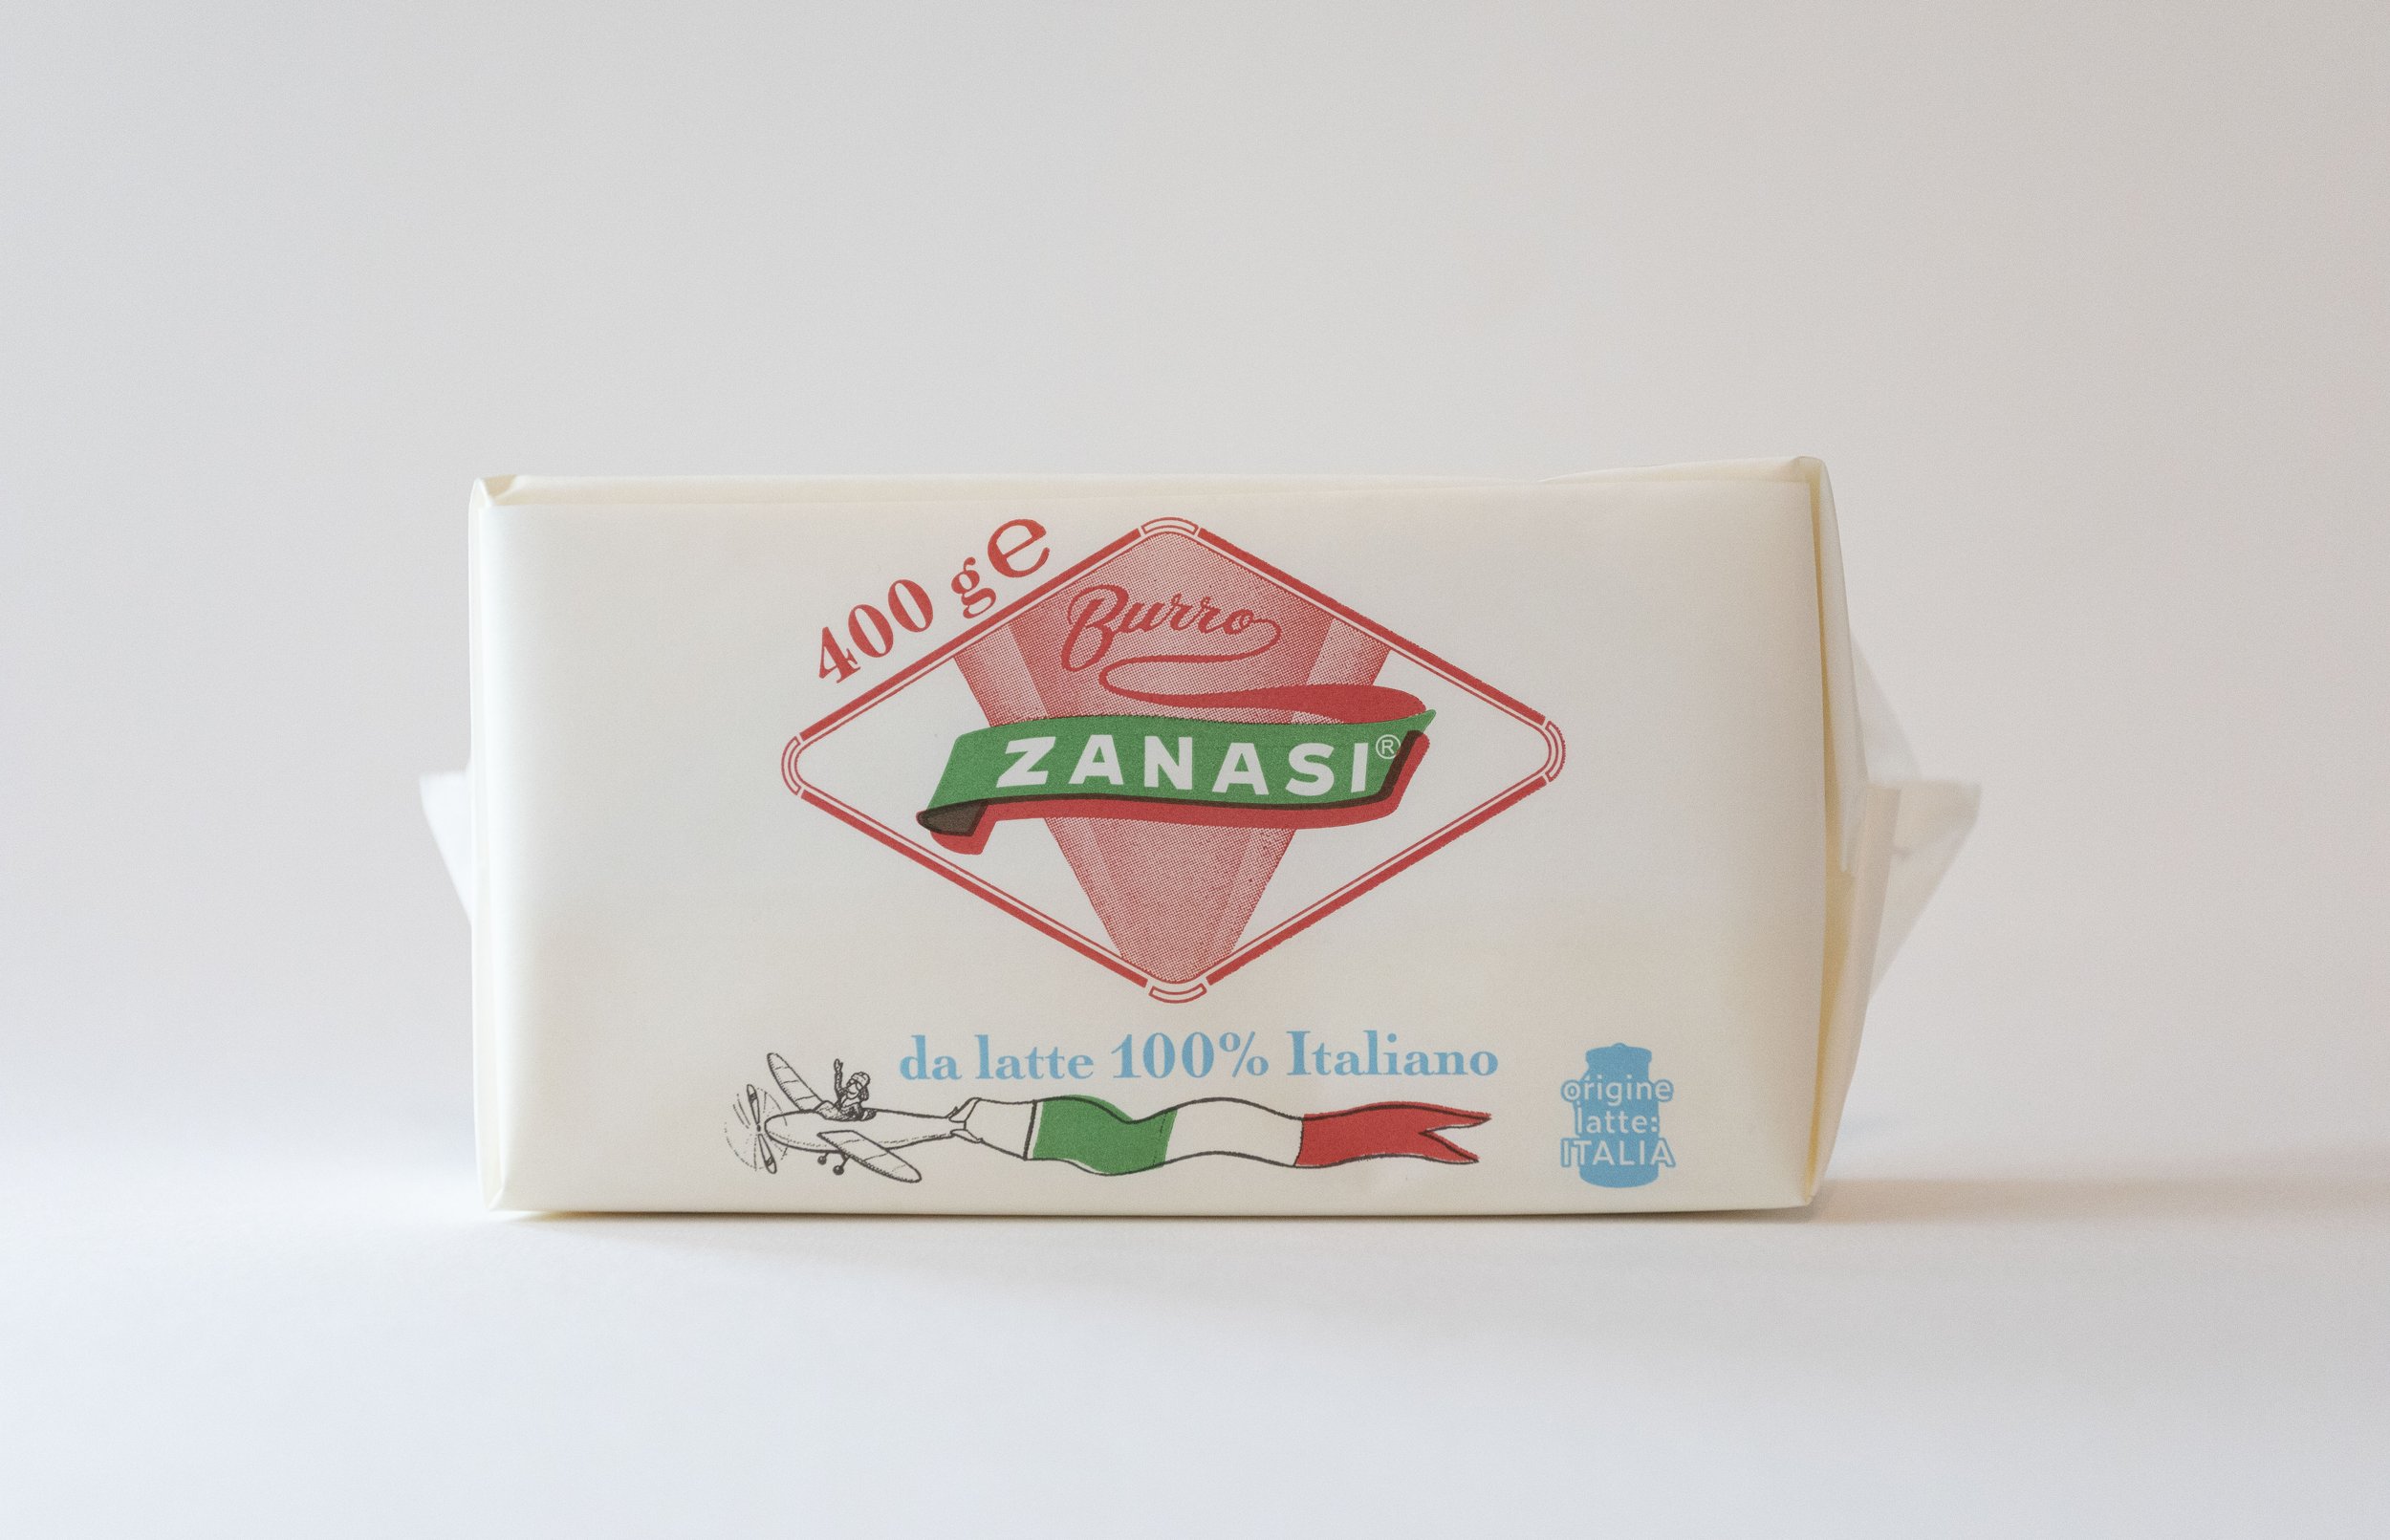 400 g ℮
Burro
ZANASI®
da latte 100% Italiano
origine
latte:
ITALIA